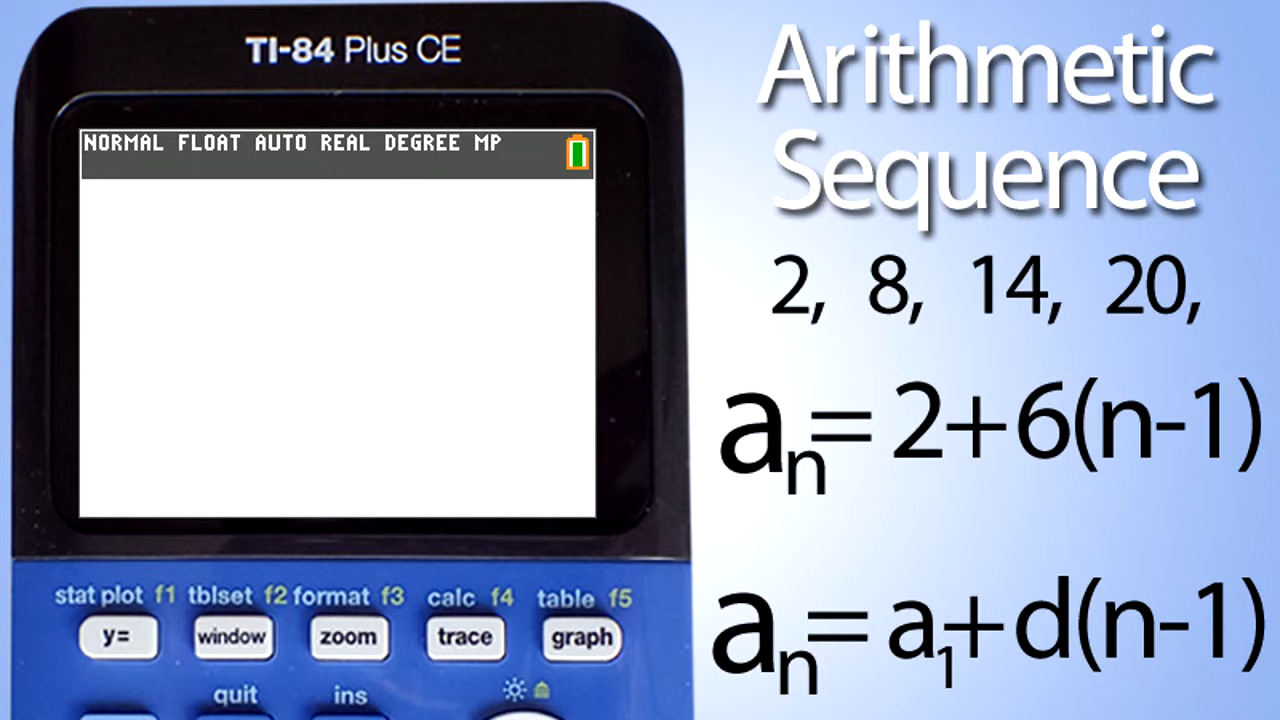 TI-84 Plus CE
NORMAL FLOAT AUTO REAL DEGREE MP
stat plot f1 tblset f2 format f3 calc f4 table f5
y= window zoom trace graph
quit ins
Arithmetic
Sequence
2, 8, 14, 20,
aₙ= 2+6(n-1)
aₙ= a₁+d(n-1)